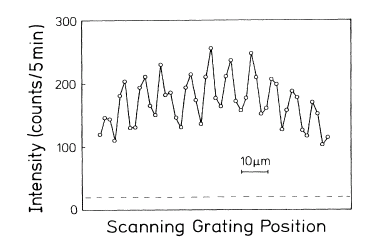 300
200
100
0
Intensity (counts/5 min)
10μm
Scanning Grating Position